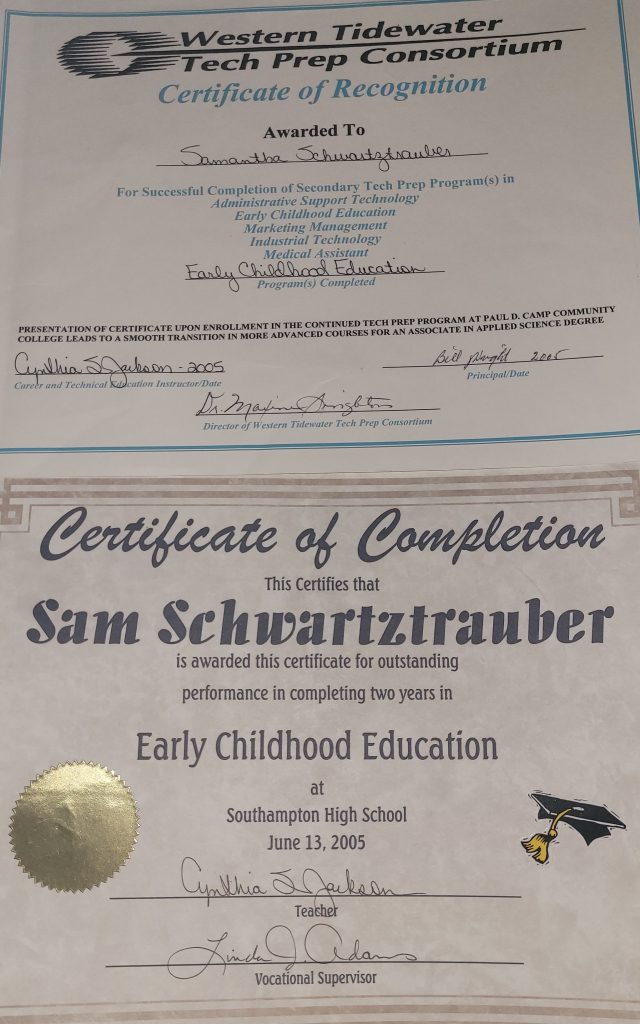 Western Tidewater
Tech Prep Consortium
Certificate of Recognition
Awarded To
Samantha Schwartztrauber
For Successful Completion of Secondary Tech Prep Program(s) in
Administrative Support Technology
Early Childhood Education
Marketing Management
Industrial Technology
Medical Assistant
Early Childhood Education
Program(s) Completed
PRESENTATION OF CERTIFICATE UPON ENROLLMENT IN THE CONTINUED TECH PREP PROGRAM AT PAUL D. CAMP COMMUNITY
COLLEGE LEADS TO A SMOOTH TRANSITION IN MORE ADVANCED COURSES FOR AN ASSOCIATE IN APPLIED SCIENCE DEGREE
Cynthia S. Jackson - 2005
Career and Technical Education Instructor/Date
Bill 2005
Principal/Date
Dr. Maxine
Director of Western Tidewater Tech Prep Consortium
Certificate of Completion
This Certifies that
Sam Schwartztrauber
is awarded this certificate for outstanding
performance in completing two years in
Early Childhood Education
at
Southampton High School
June 13, 2005
Cynthia S. Jackson
Teacher
Linda J. Adams
Vocational Supervisor